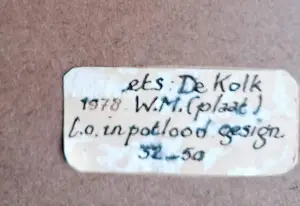 ets: De Kolk
1978 W.M. (plaat)
l.o. in potlood gesign.
32-50